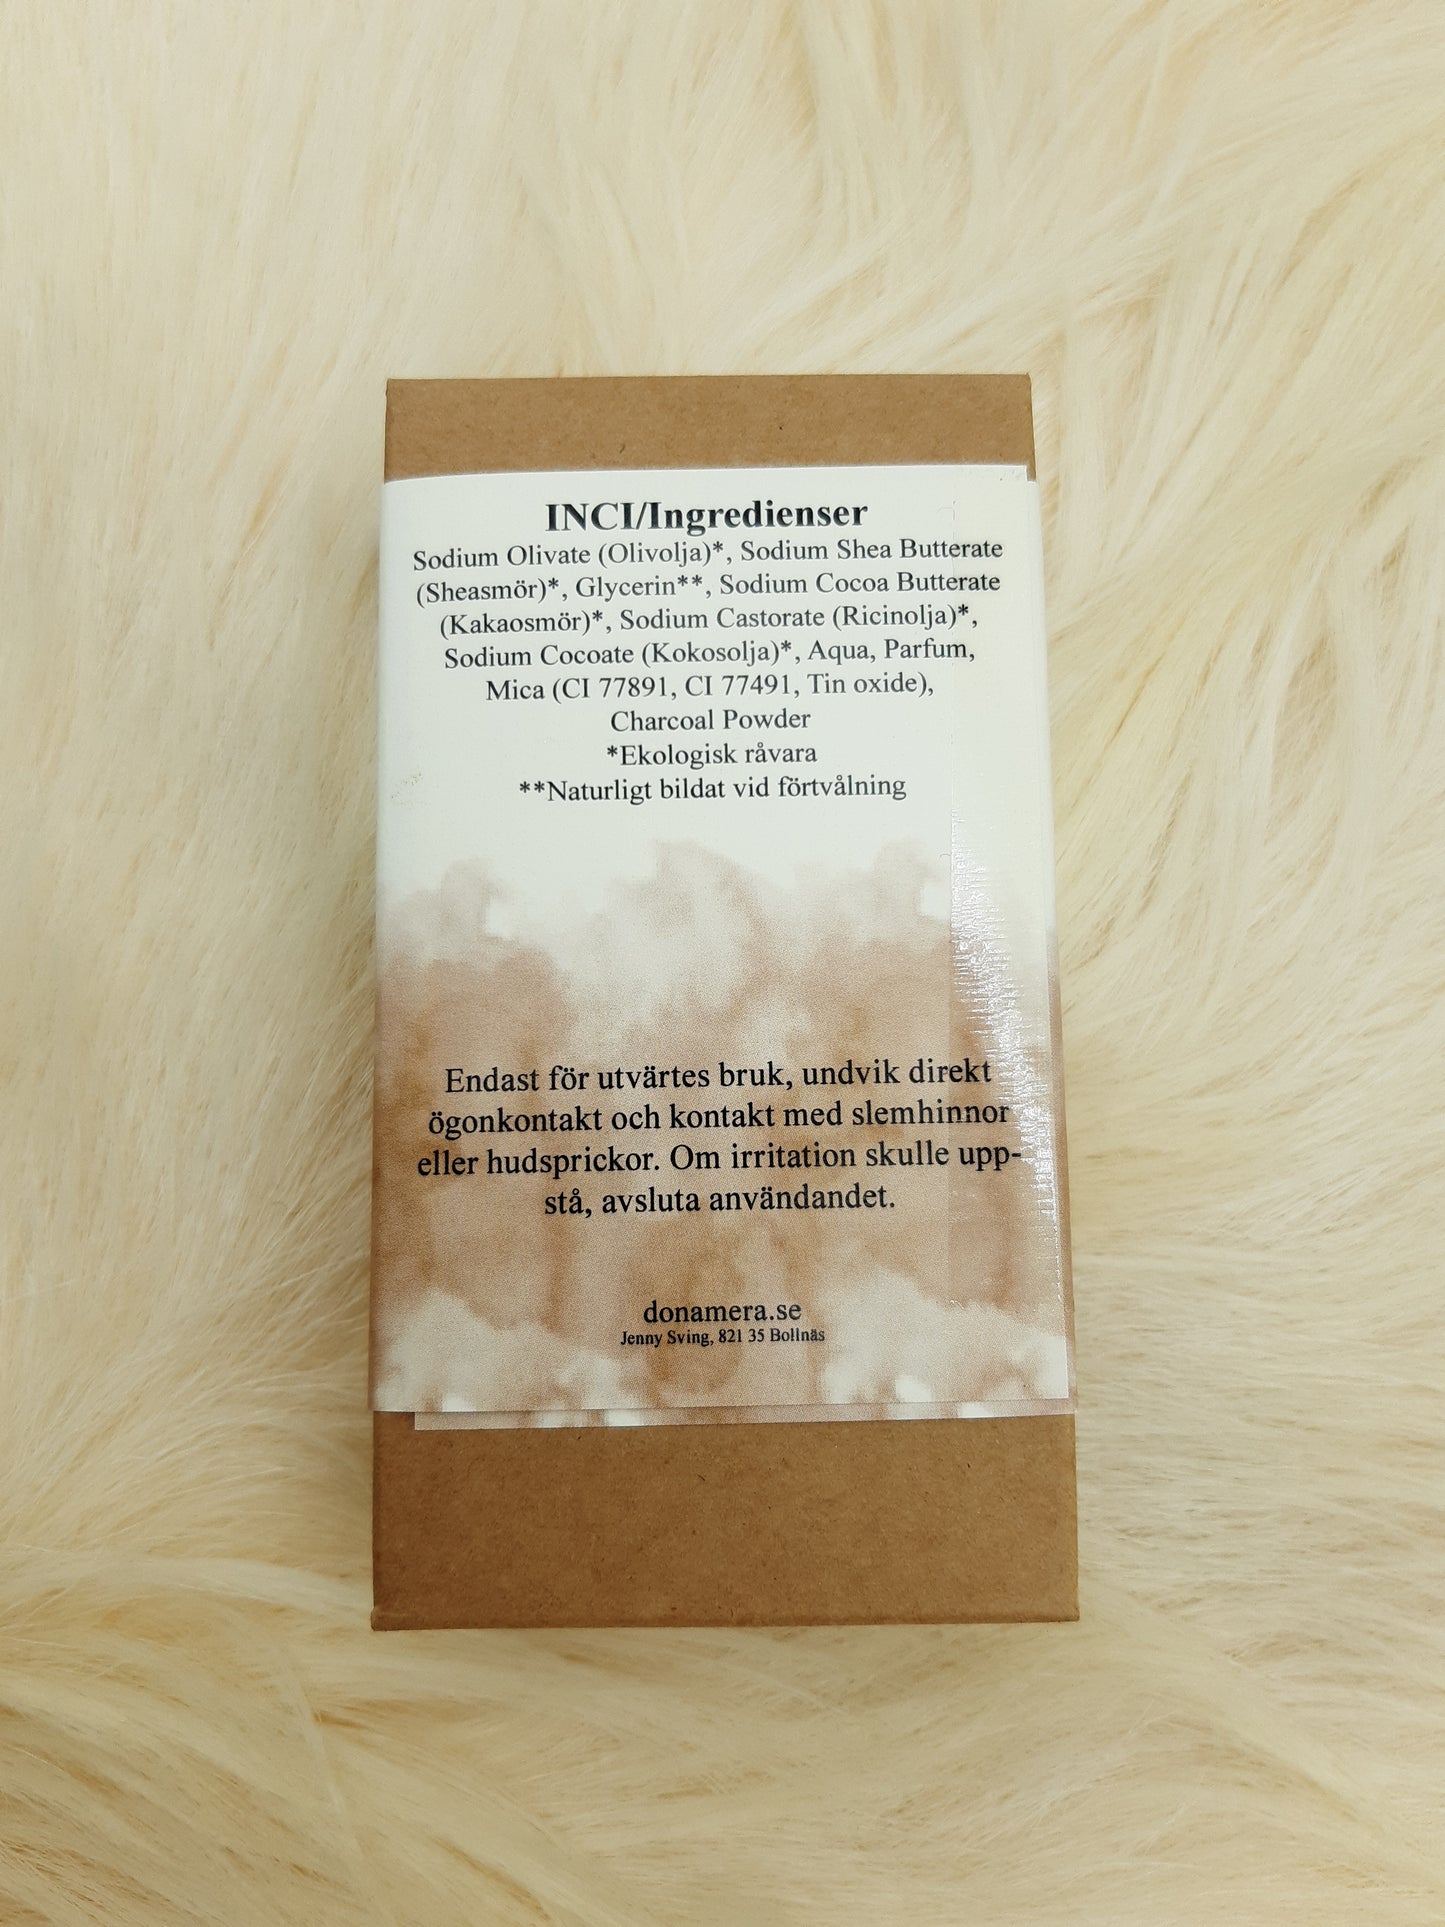 INCI/Ingredienser
Sodium Olivate (Olivolja)*, Sodium Shea Butterate
(Sheasmör)*, Glycerin**, Sodium Cocoa Butterate
(Kakaosmör)*, Sodium Castorate (Ricinolja)*,
Sodium Cocoate (Kokosolja)*, Aqua, Parfum,
Mica (CI 77891, CI 77491, Tin oxide),
Charcoal Powder
*Ekologisk råvara
**Naturligt bildat vid förtvålning
Endast för utvärtes bruk, undvik direkt
ögonkontakt och kontakt med slemhinnor
eller hudsprickor. Om irritation skulle upp-
stå, avsluta användandet.
donamera.se
Jenny Sving, 821 35 Bollnäs